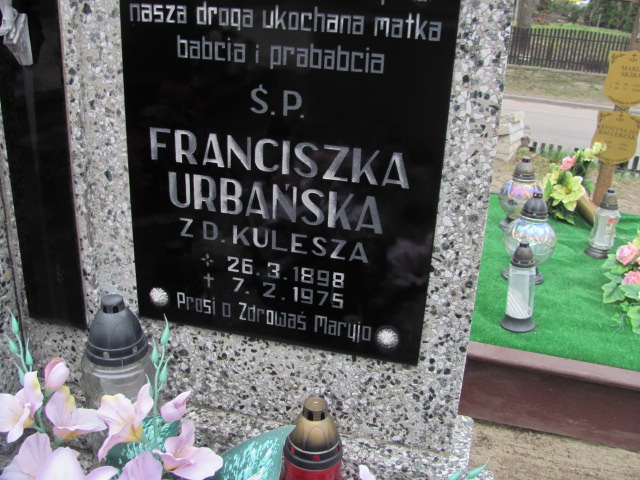 nasza droga ukochana matka
babcia i prababcia
Ś.P.
FRANCISZKA
URBAŃSKA
Z D. KULESZA
26.3.1898
† 7.2.1975
Prosi o Zdrowaś Maryjo